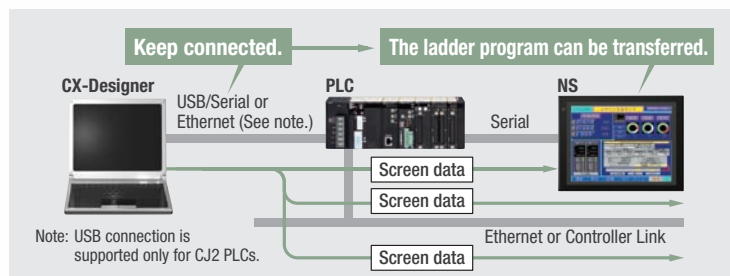 Keep connected.
The ladder program can be transferred.
CX-Designer
PLC
NS
USB/Serial or
Ethernet (See note.)
Serial
Screen data
Screen data
Ethernet or Controller Link
Note: USB connection is
supported only for CJ2 PLCs.
Screen data